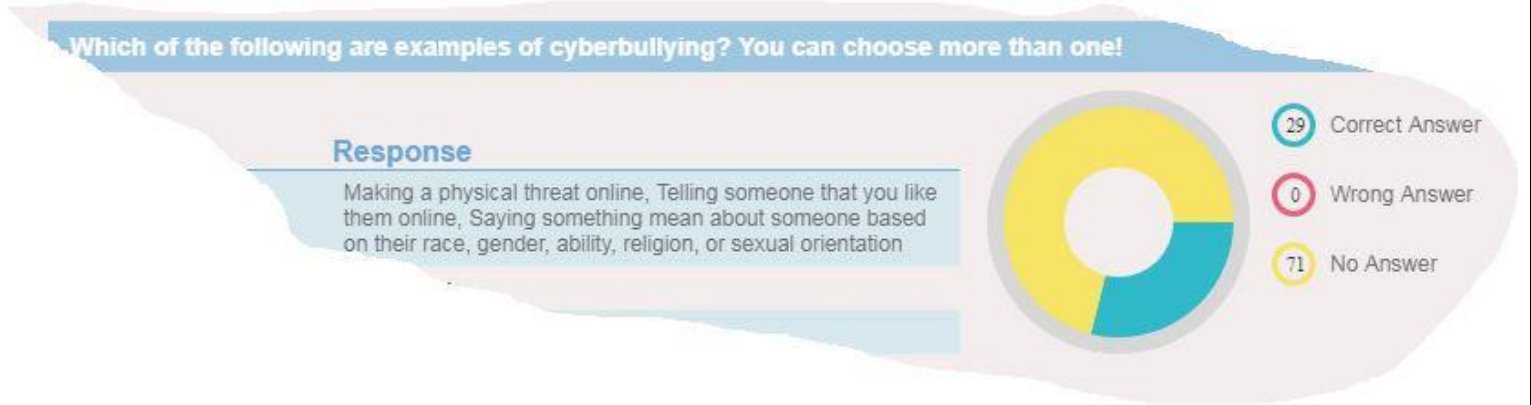 Which of the following are examples of cyberbullying? You can choose more than one!
Response
Making a physical threat online, Telling someone that you like
them online, Saying something mean about someone based
on their race, gender, ability, religion, or sexual orientation
29 Correct Answer
0 Wrong Answer
71 No Answer